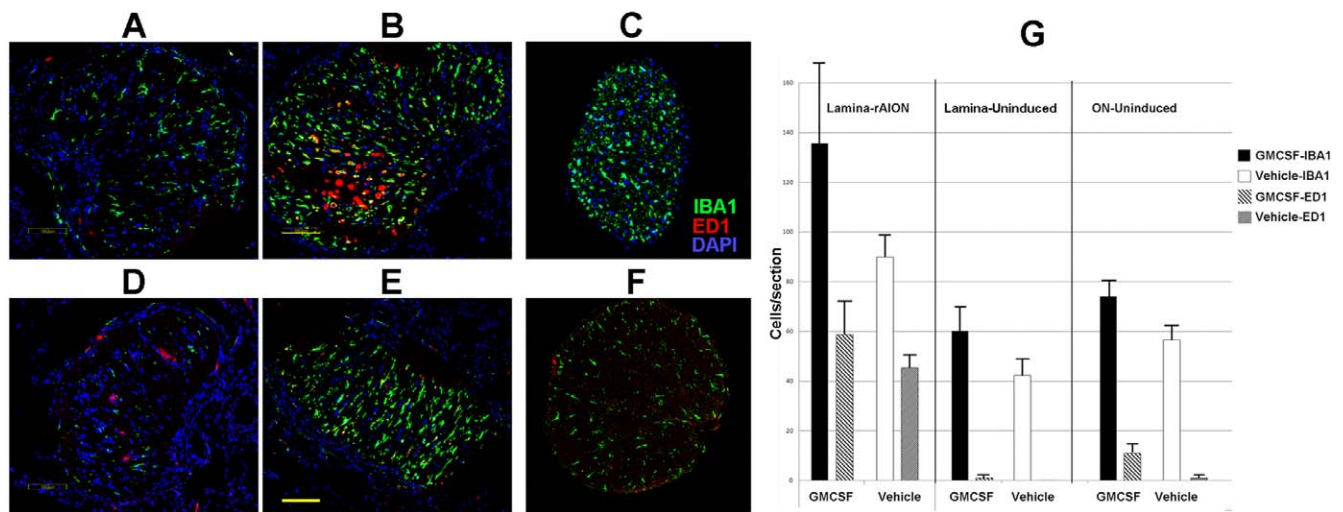 A B C
IBA1
ED1
DAPI
D E F
G
160
140
120
100
80
60
40
20
0
Cells/section
Lamina-rAION Lamina-Uninduced ON-Uninduced
GMCSF Vehicle GMCSF Vehicle GMCSF Vehicle
GMCSF-IBA1
Vehicle-IBA1
GMCSF-ED1
Vehicle-ED1